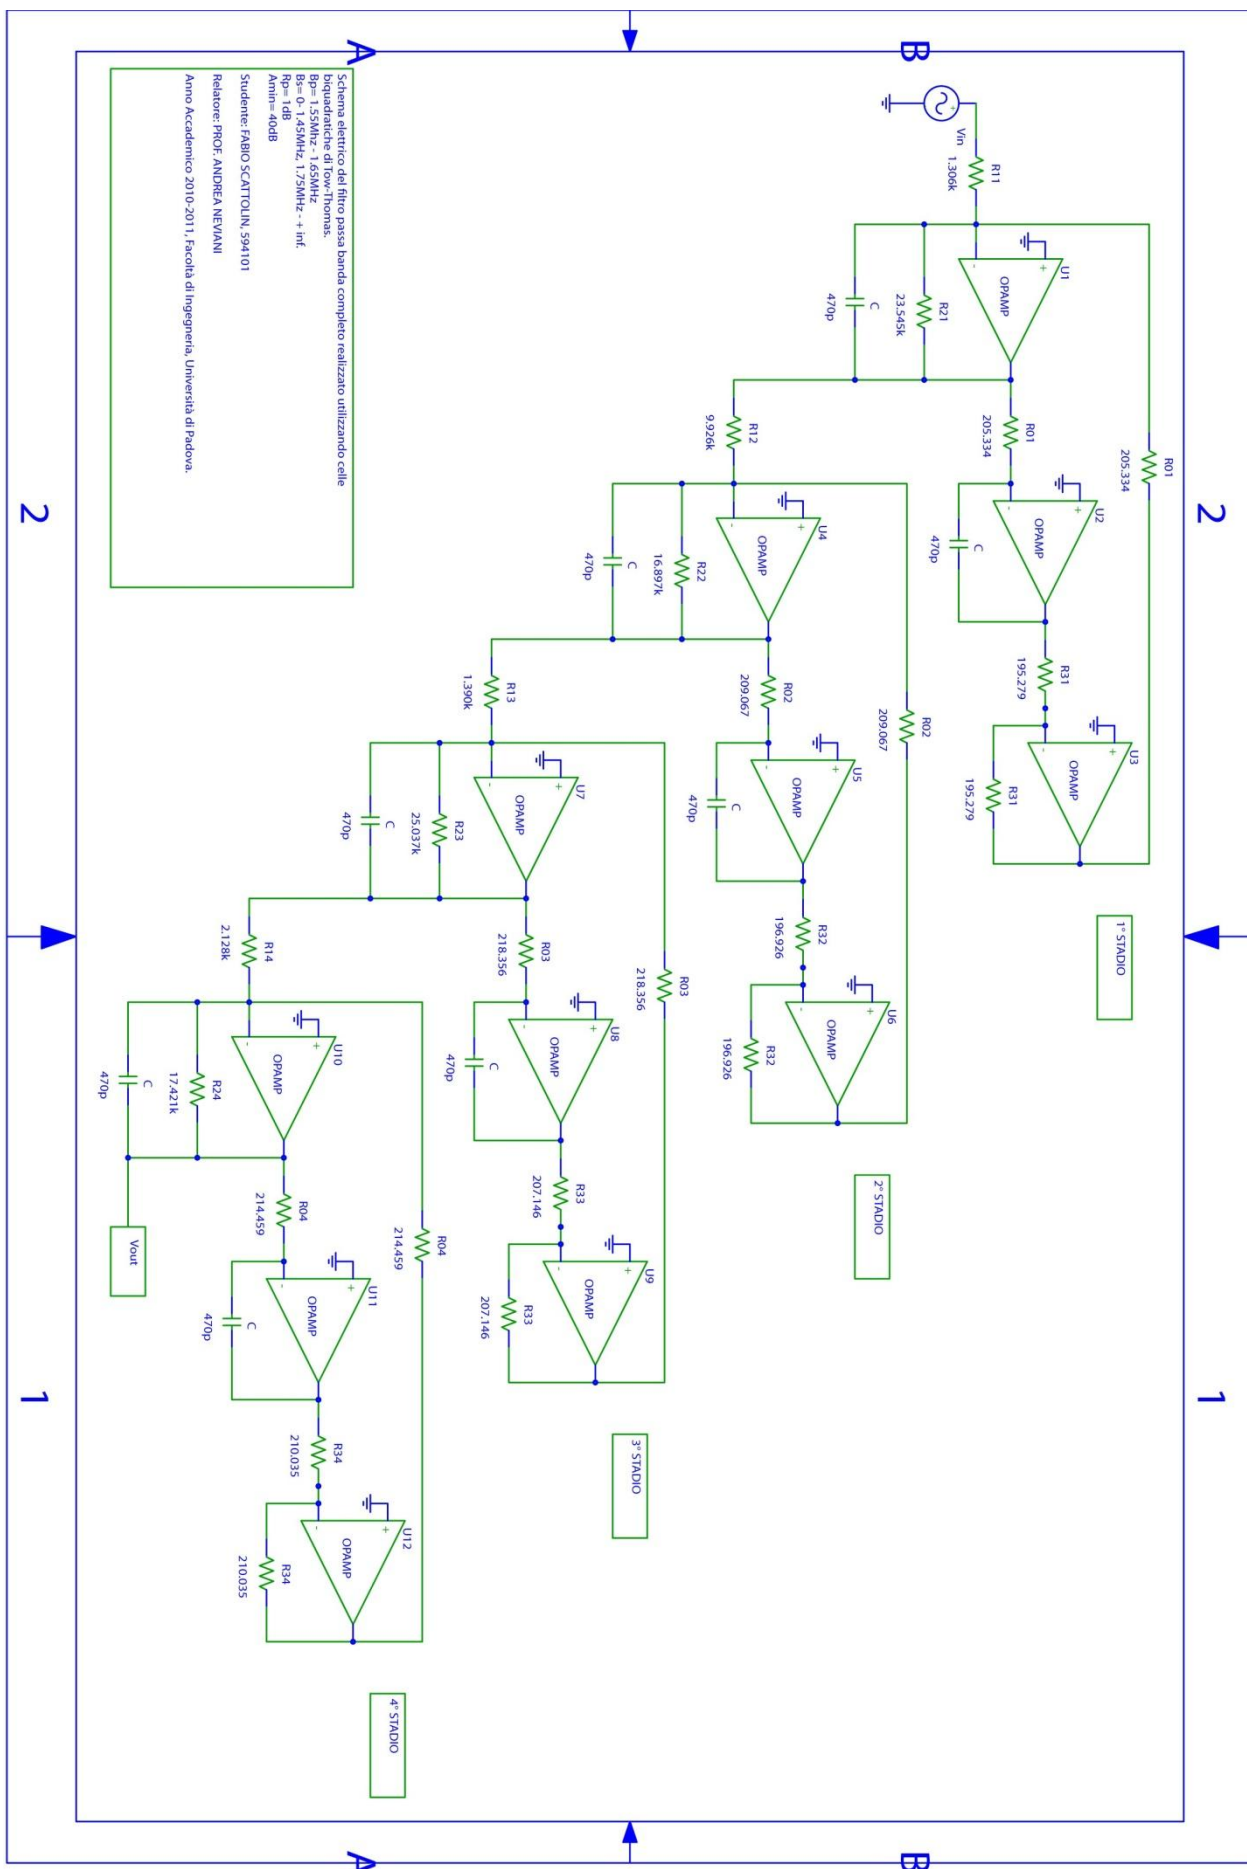 A
B
Vin
R11
1.306k
U1
+
-
OPAMP
R21
23.545k
C
470p
R01
205.334
R01
205.334
U2
+
-
OPAMP
C
470p
R31
195.279
U3
+
-
OPAMP
R31
195.279
1° STADIO
R12
9.926k
U4
+
-
OPAMP
R22
16.897k
C
470p
R02
209.067
R02
209.067
U5
+
-
OPAMP
C
470p
R32
196.926
U6
+
-
OPAMP
R32
196.926
2° STADIO
R13
1.390k
U7
+
-
OPAMP
R23
25.037k
C
470p
R03
218.356
R03
218.356
U8
+
-
OPAMP
C
470p
R33
207.146
U9
+
-
OPAMP
R33
207.146
3° STADIO
R14
2.128k
U10
+
-
OPAMP
R24
17.421k
C
470p
Vout
R04
214.459
R04
214.459
U11
+
-
OPAMP
C
470p
R34
210.035
U12
+
-
OPAMP
R34
210.035
4° STADIO
Schema elettrico del filtro passa banda completo realizzato utilizzando celle
biquadratiche di Tow-Thomas.
Bp= 1.55Mhz - 1.65MHz
Bs= 0- 1.45MHz, 1.75MHz - + inf.
Rp= 1dB
Amin= 40dB
Studente: FABIO SCATTOLIN, 594101
Relatore: PROF. ANDREA NEVIANI
Anno Accademico 2010-2011, Facoltà di Ingegneria, Università di Padova.
2
2
1
1
A
B